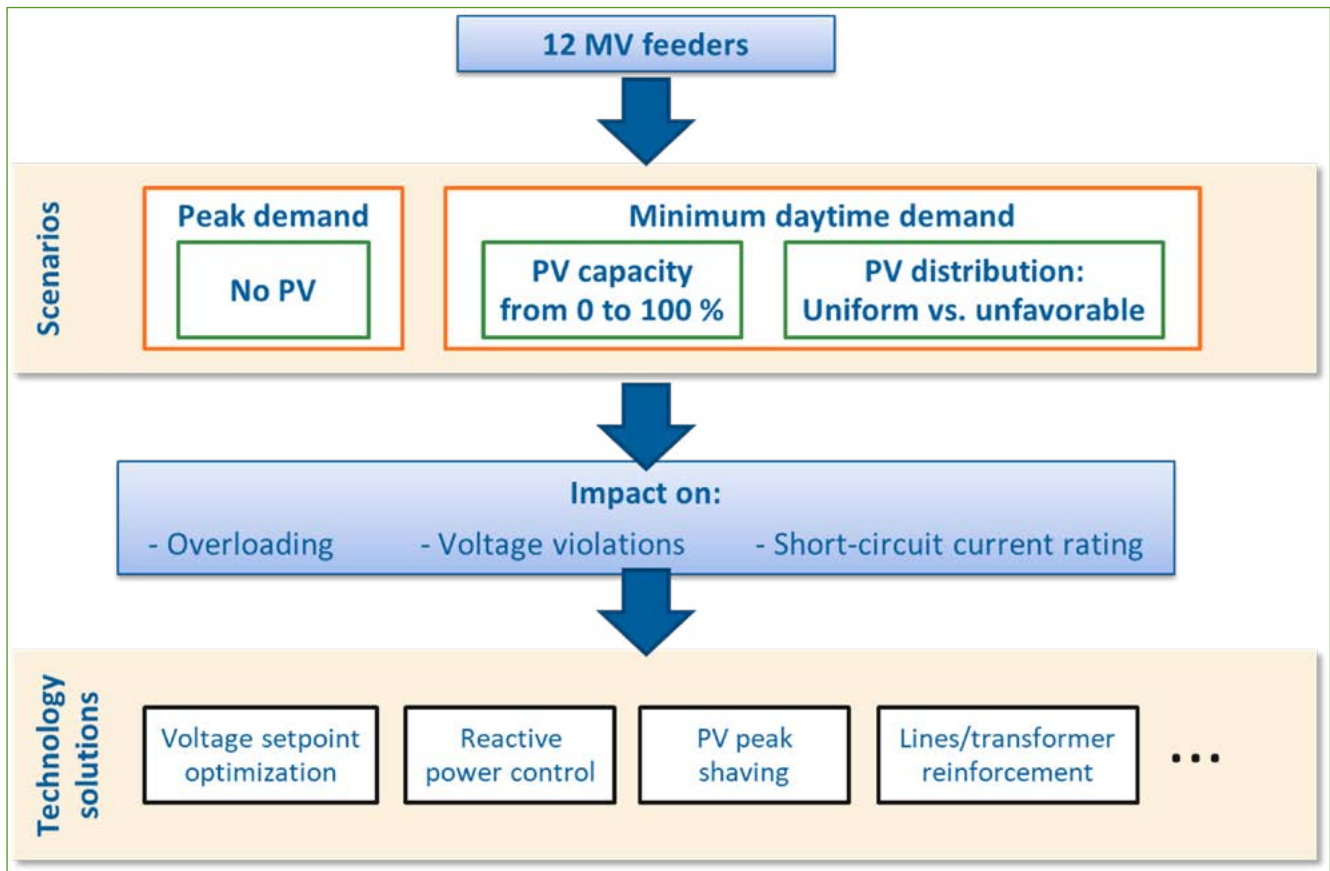 12 MV feeders
Scenarios
Peak demand
No PV
Minimum daytime demand
PV capacity
from 0 to 100 %
PV distribution:
Uniform vs. unfavorable
Impact on:
- Overloading - Voltage violations - Short-circuit current rating
Technology
solutions
Voltage setpoint
optimization
Reactive
power control
PV peak
shaving
Lines/transformer
reinforcement
...